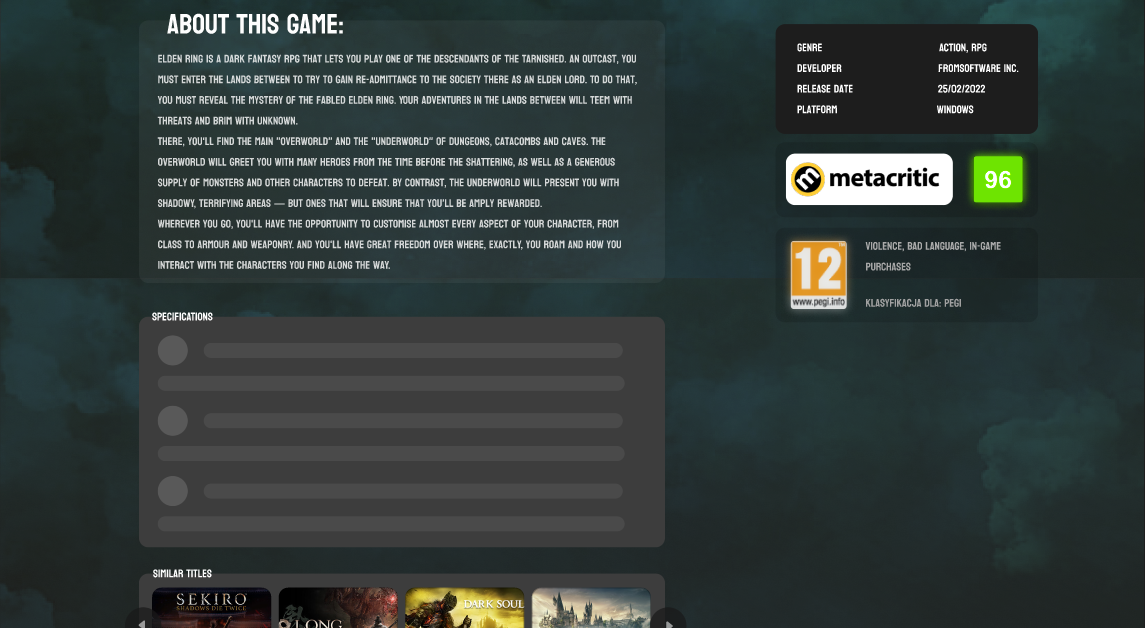 ABOUT THIS GAME:
ELDEN RING IS A DARK FANTASY RPG THAT LETS YOU PLAY ONE OF THE DESCENDANTS OF THE TARNISHED. AN OUTCAST, YOU
MUST ENTER THE LANDS BETWEEN TO TRY TO GAIN RE-ADMITTANCE TO THE SOCIETY THERE AS AN ELDEN LORD. TO DO THAT,
YOU MUST REVEAL THE MYSTERY OF THE FABLED ELDEN RING. YOUR ADVENTURES IN THE LANDS BETWEEN WILL TEEM WITH
THREATS AND BRIM WITH UNKNOWN.
THERE, YOU'LL FIND THE MAIN "OVERWORLD" AND THE "UNDERWORLD" OF DUNGEONS, CATACOMBS AND CAVES. THE
OVERWORLD WILL GREET YOU WITH MANY HEROES FROM THE TIME BEFORE THE SHATTERING, AS WELL AS A GENEROUS
SUPPLY OF MONSTERS AND OTHER CHARACTERS TO DEFEAT. BY CONTRAST, THE UNDERWORLD WILL PRESENT YOU WITH
SHADOWY, TERRIFYING AREAS — BUT ONES THAT WILL ENSURE THAT YOU'LL BE AMPLY REWARDED.
WHEREVER YOU GO, YOU'LL HAVE THE OPPORTUNITY TO CUSTOMISE ALMOST EVERY ASPECT OF YOUR CHARACTER, FROM
CLASS TO ARMOUR AND WEAPONRY. AND YOU'LL HAVE GREAT FREEDOM OVER WHERE, EXACTLY, YOU ROAM AND HOW YOU
INTERACT WITH THE CHARACTERS YOU FIND ALONG THE WAY.
SPECIFICATIONS
SIMILAR TITLES
SEKIRO
SHADOWS DIE TWICE
LONG
DARK SOUL
GENRE ACTION, RPG
DEVELOPER FROMSOFTWARE INC.
RELEASE DATE 25/02/2022
PLATFORM WINDOWS
metacritic 96
12
www.pegi.info
VIOLENCE, BAD LANGUAGE, IN-GAME
PURCHASES
KLASYFIKACJA DLA: PEGI